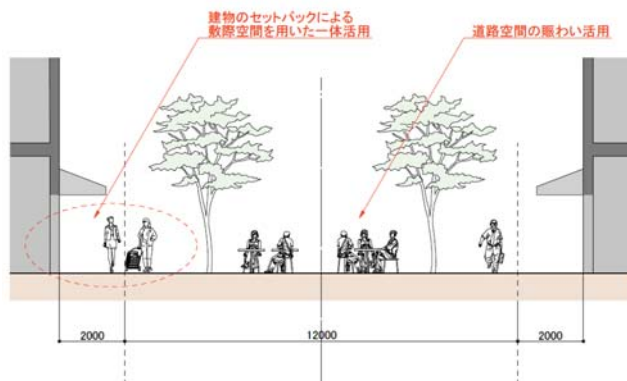 建物のセットバックによる
敷際空間を用いた一体活用
道路空間の賑わい活用
2000
12000
2000